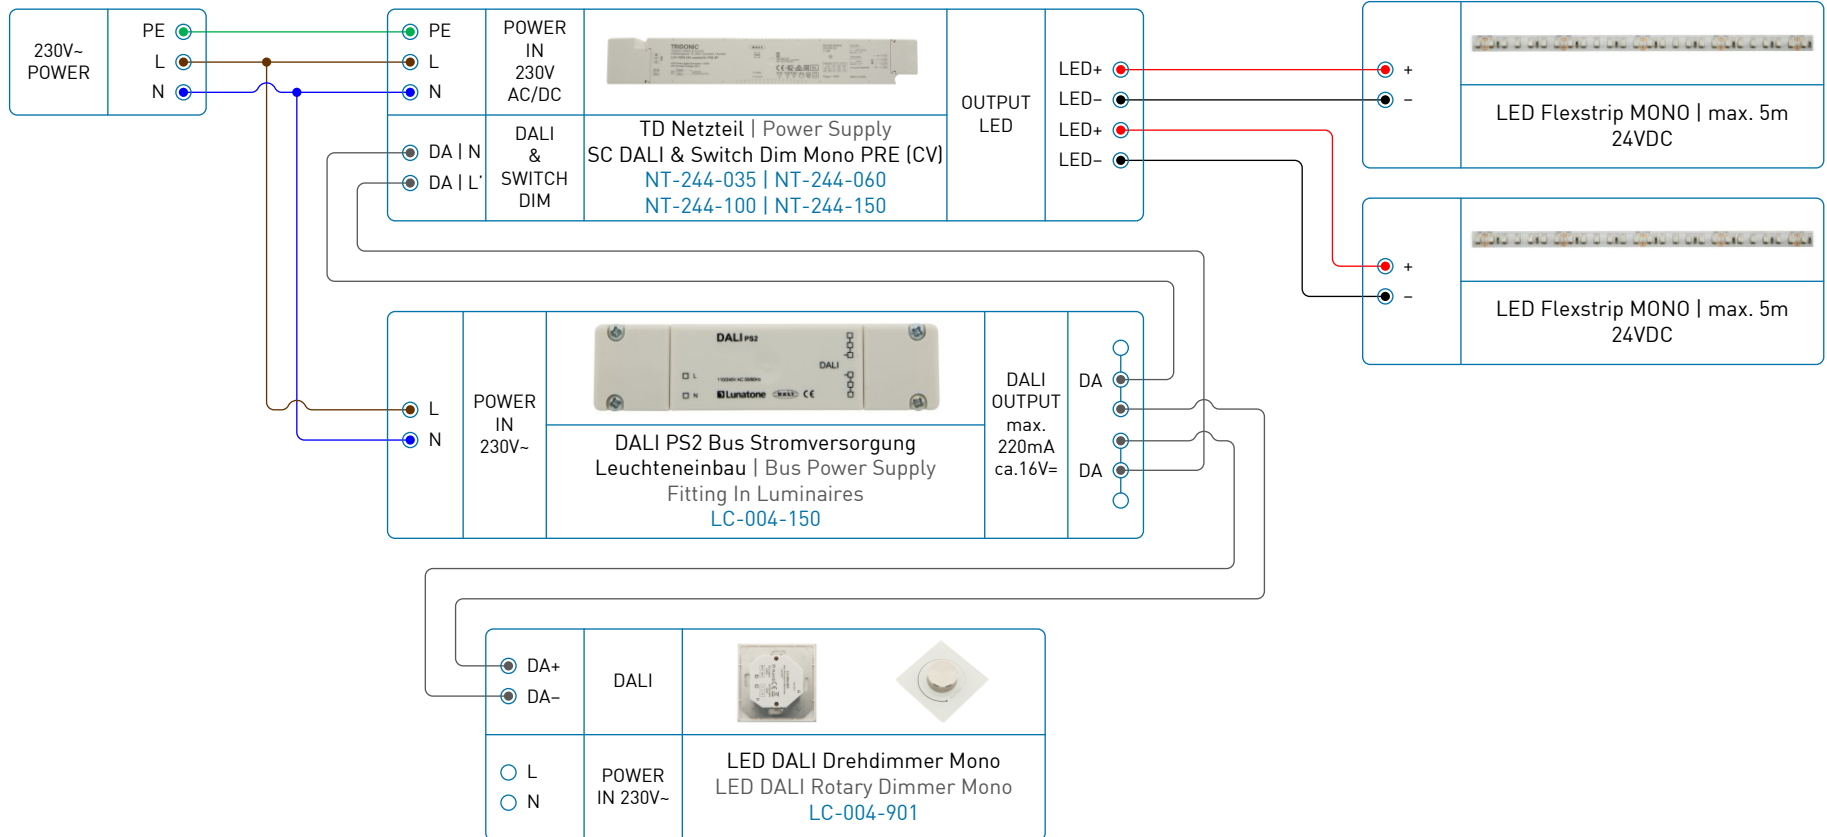 230V~
POWER
PE
L
N
PE
L
N
POWER
IN
230V
AC/DC
DA | N
DA | L'
DALI
&
SWITCH
DIM
TRIDONIC
TD Netzteil | Power Supply
SC DALI & Switch Dim Mono PRE (CV)
NT-244-035 | NT-244-060
NT-244-100 | NT-244-150
OUTPUT
LED
LED+
LED–
LED+
LED–
+
–
LED Flexstrip MONO | max. 5m
24VDC
+
–
LED Flexstrip MONO | max. 5m
24VDC
L
N
POWER
IN
230V~
DALI PS2
DALI
L
N
Lunatone
DALI
CE
DALI PS2 Bus Stromversorgung
Leuchteneinbau | Bus Power Supply
Fitting In Luminaires
LC-004-150
DALI
OUTPUT
max.
220mA
ca.16V=
DA
DA
DA+
DA–
DALI
L
N
POWER
IN 230V~
LED DALI Drehdimmer Mono
LED DALI Rotary Dimmer Mono
LC-004-901